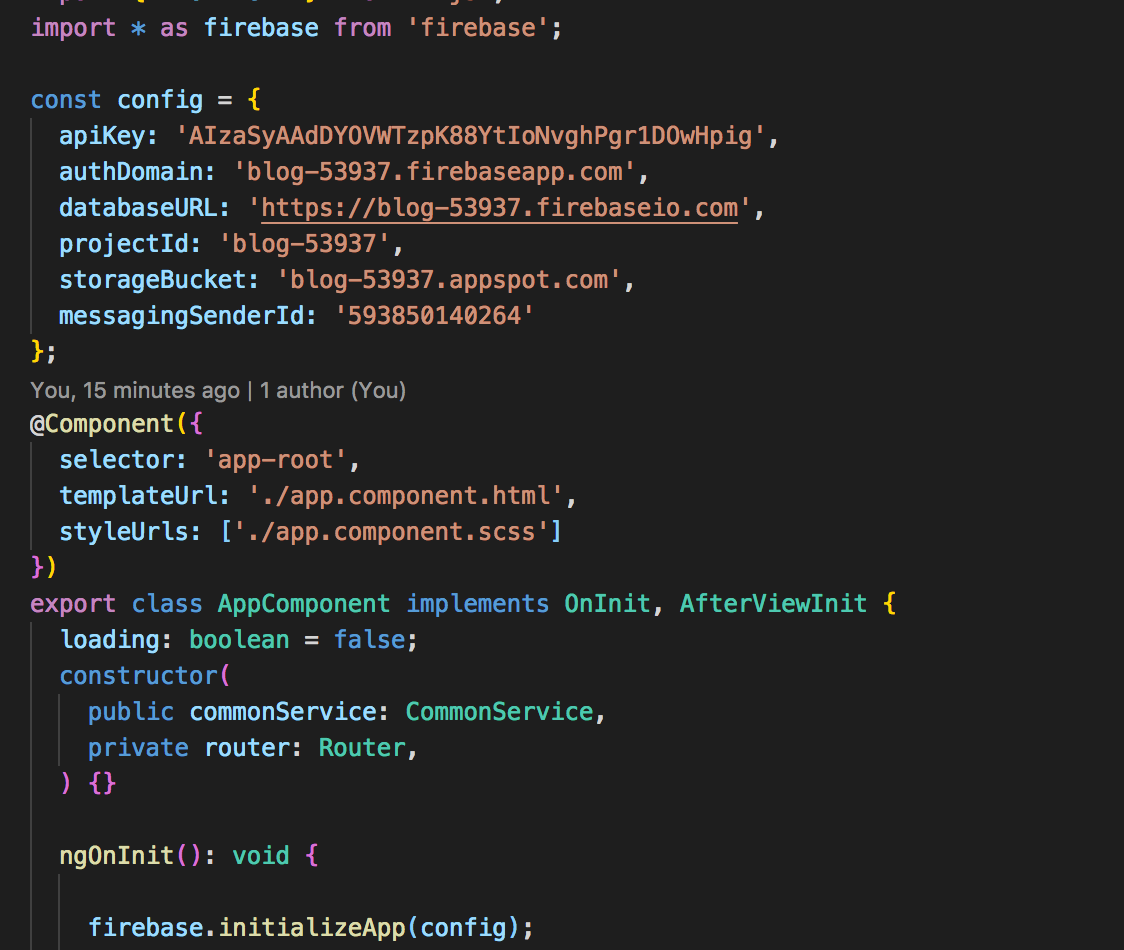 import * as firebase from 'firebase';
const config = {
apiKey: 'AIzaSyAAdDYOVWTzpK88YtIoNvghPgr1DOwHpig',
authDomain: 'blog-53937.firebaseapp.com',
databaseURL: 'https://blog-53937.firebaseio.com',
projectId: 'blog-53937',
storageBucket: 'blog-53937.appspot.com',
messagingSenderId: '593850140264'
};
You, 15 minutes ago | 1 author (You)
@Component({
selector: 'app-root',
templateUrl: './app.component.html',
styleUrls: ['./app.component.scss']
})
export class AppComponent implements OnInit, AfterViewInit {
loading: boolean = false;
constructor(
public commonService: CommonService,
private router: Router,
) {}
ngOnInit(): void {
firebase.initializeApp(config);